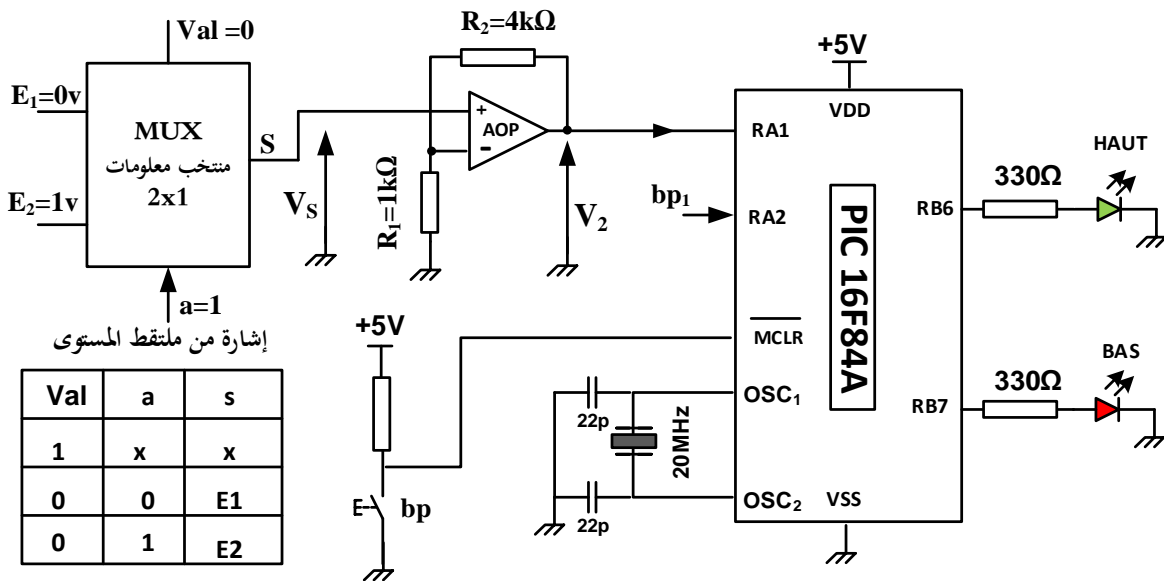 Val =0
E1=0v
E2=1v
MUX
منتخب معلومات
2x1
S
a=1
إشارة من ملتقط المستوى
Val a s
1 x x
0 0 E1
0 1 E2
VS
R2=4kΩ
AOP
+
-
R1=1kΩ
V2
+5V
VDD
RA1
bp1
RA2
PIC 16F84A
MCLR
OSC1
OSC2
VSS
RB6
RB7
330Ω
HAUT
330Ω
BAS
+5V
bp
22p
22p
20MHz